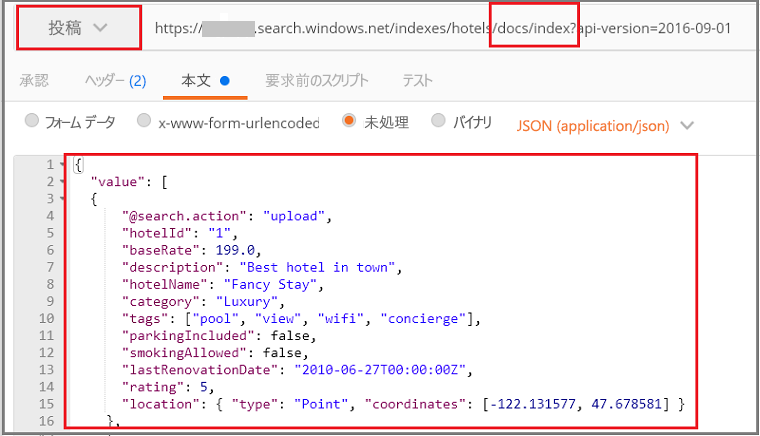 投稿 https://.search.windows.net/indexes/hotels/docs/index?api-version=2016-09-01
承認 ヘッダー (2) 本文 要求前のスクリプト テスト
フォーム データ x-www-form-urlencoded 未処理 バイナリ JSON (application/json)
1 {
2 "value": [
3 {
4 "@search.action": "upload",
5 "hotelId": "1",
6 "baseRate": 199.0,
7 "description": "Best hotel in town",
8 "hotelName": "Fancy Stay",
9 "category": "Luxury",
10 "tags": ["pool", "view", "wifi", "concierge"],
11 "parkingIncluded": false,
12 "smokingAllowed": false,
13 "lastRenovationDate": "2010-06-27T00:00:00Z",
14 "rating": 5,
15 "location": { "type": "Point", "coordinates": [-122.131577, 47.678581] }
16 },